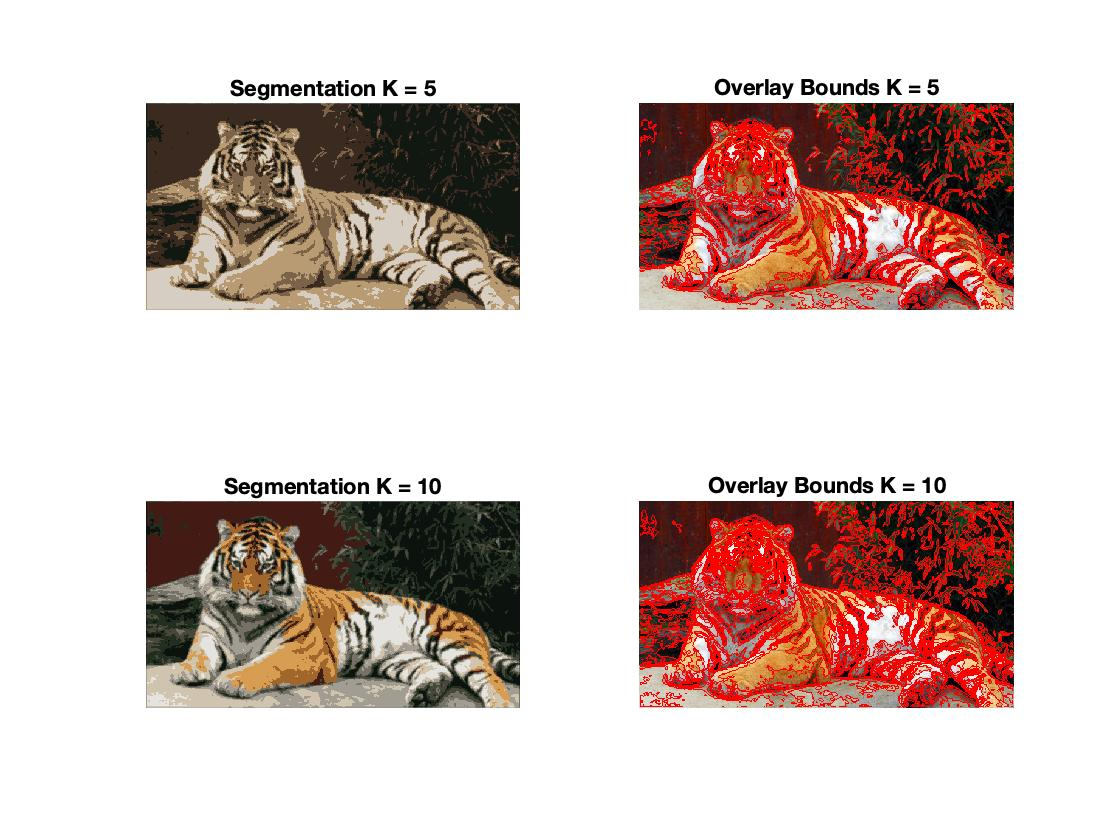 Segmentation K = 5
Overlay Bounds K = 5
Segmentation K = 10
Overlay Bounds K = 10